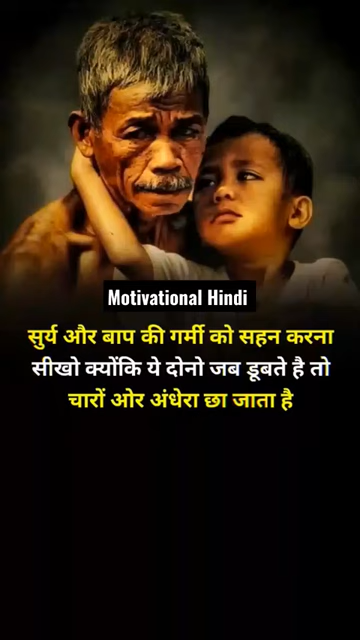 Motivational Hindi
सुर्य और बाप की गर्मी को सहन करना
सीखो क्योंकि ये दोनो जब डूबते है तो
चारों ओर अंधेरा छा जाता है